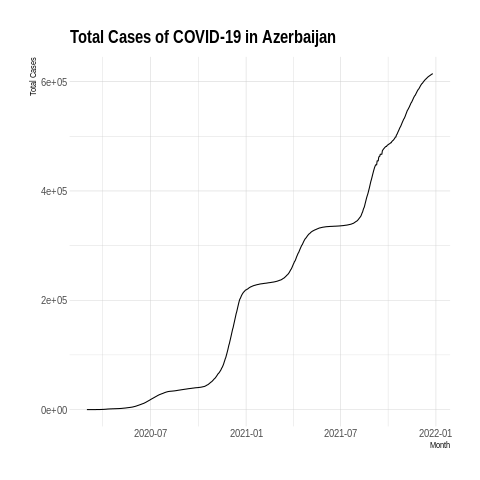 Total Cases of COVID-19 in Azerbaijan
Total Cases
6e+05
4e+05
2e+05
0e+00
2020-07 2021-01 2021-07 2022-01
Month